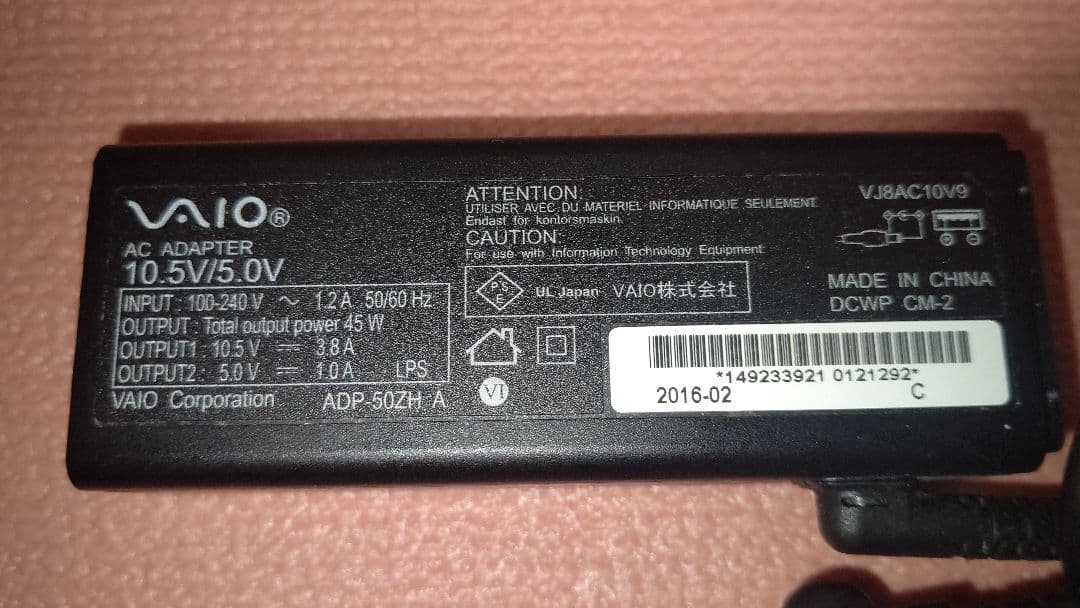 VAIO®
AC ADAPTER
10.5V/5.0V
INPUT : 100-240 V ～ 1.2 A 50/60 Hz
OUTPUT : Total output power 45 W
OUTPUT1 : 10.5 V ⎓ 3.8 A
OUTPUT2 : 5.0 V ⎓ 1.0 A LPS
VAIO Corporation ADP-50ZH A
ATTENTION
UTILISER AVEC DU MATERIEL INFORMATIQUE SEULEMENT.
Endast for kontorsmaskin.
CAUTION:
For use with Information Technology Equipment.
PSE UL Japan VAIO株式会社
VI
VJ8AC10V9
MADE IN CHINA
DCWP CM-2
*149233921 0121292*
2016-02 C